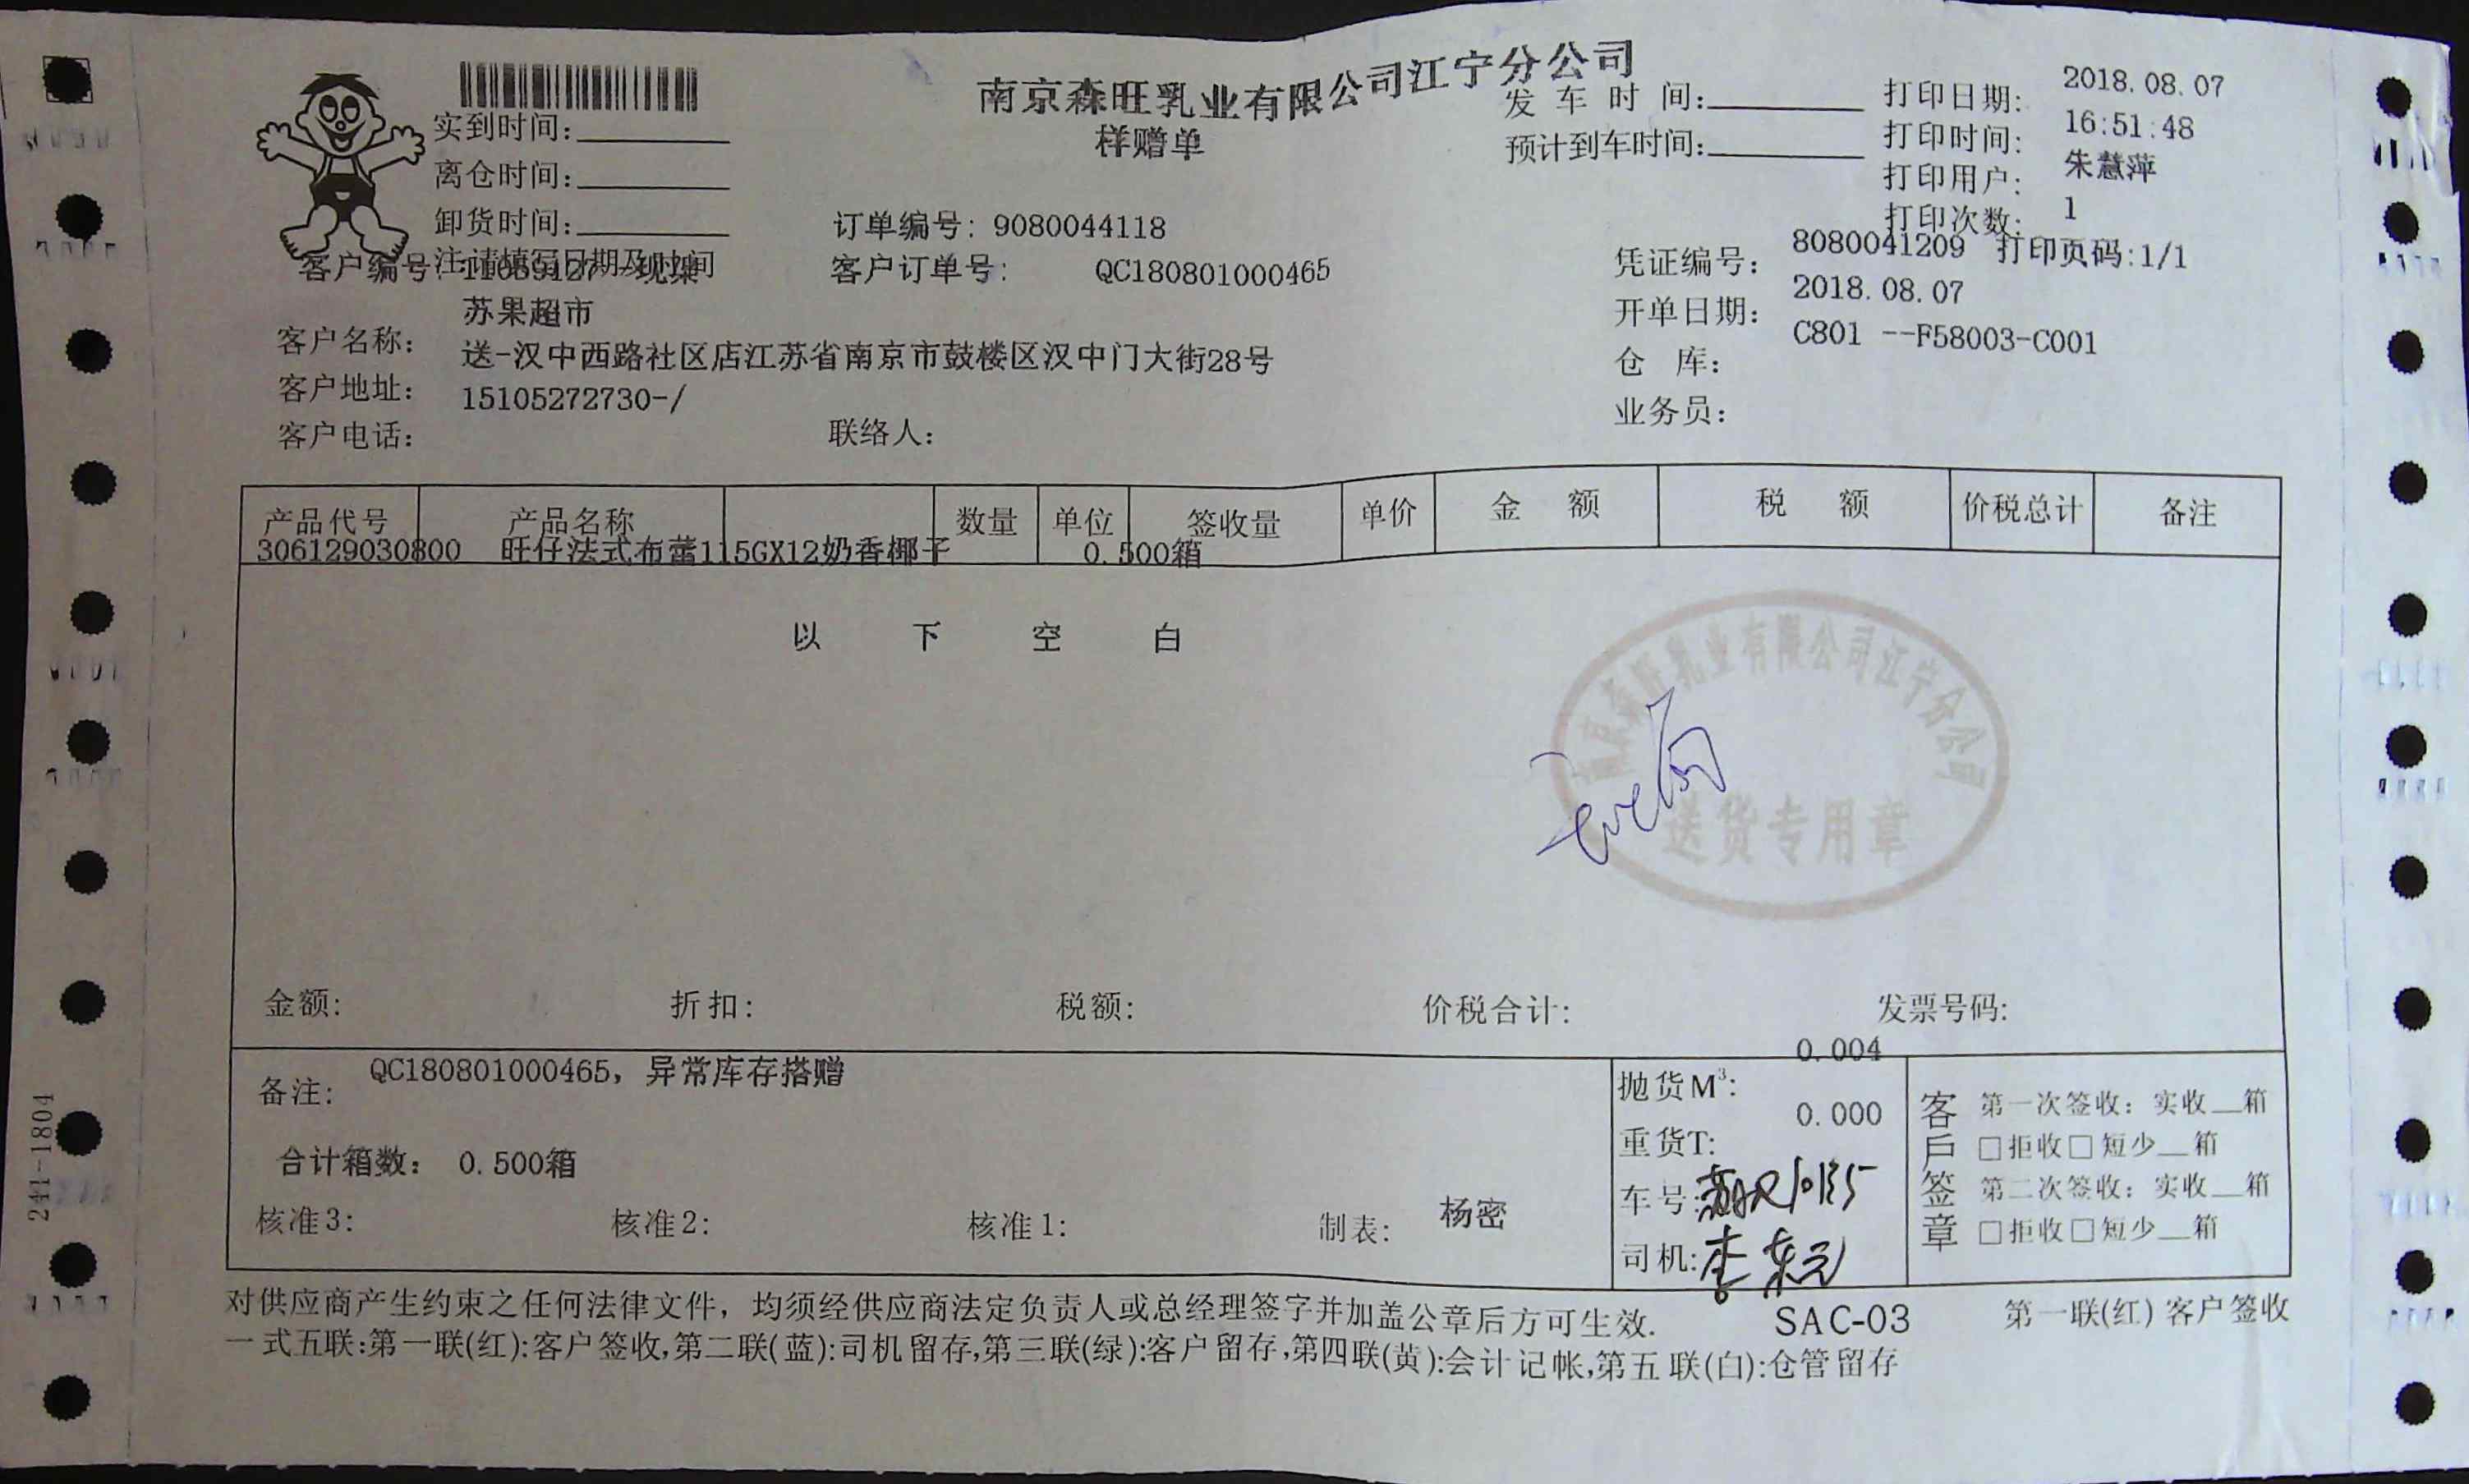 南京森旺乳业有限公司江宁分公司
样赠单
实到时间:
离仓时间:
卸货时间:
注:请填写日期及时间
发车时间:
预计到车时间:
打印日期: 2018.08.07
打印时间: 16:51:48
打印用户: 朱慧萍
打印次数: 1
订单编号: 9080044118
客户编号: 11059127 -现渠
客户订单号: QC180801000465
凭证编号: 8080041209 打印页码:1/1
开单日期: 2018.08.07
仓 库: C801 --F58003-C001
业务员:
客户名称: 苏果超市
客户地址: 送-汉中西路社区店江苏省南京市鼓楼区汉中门大街28号
客户电话: 15105272730-/
联络人:
产品代号 产品名称 数量 单位 签收量 单价 金 额 税 额 价税总计 备注
306129030800 旺仔法式布蕾115GX12奶香椰子 0.500箱
以 下 空 白
南京森旺乳业有限公司江宁分公司
送货专用章
金额: 折扣: 税额: 价税合计: 发票号码:
备注: QC180801000465, 异常库存搭赠
合计箱数: 0.500箱
核准3: 核准2: 核准1: 制表: 杨密
抛货M³: 0.004
重货T: 0.000
车号:
司机: 李东元
客户签章
第一次签收: 实收__箱
□拒收□短少__箱
第二次签收: 实收__箱
□拒收□短少__箱
对供应商产生约束之任何法律文件, 均须经供应商法定负责人或总经理签字并加盖公章后方可生效. SAC-03 第一联(红) 客户签收
一式五联:第一联(红):客户签收,第二联(蓝):司机留存,第三联(绿):客户留存,第四联(黄):会计记帐,第五联(白):仓管留存
241-1804